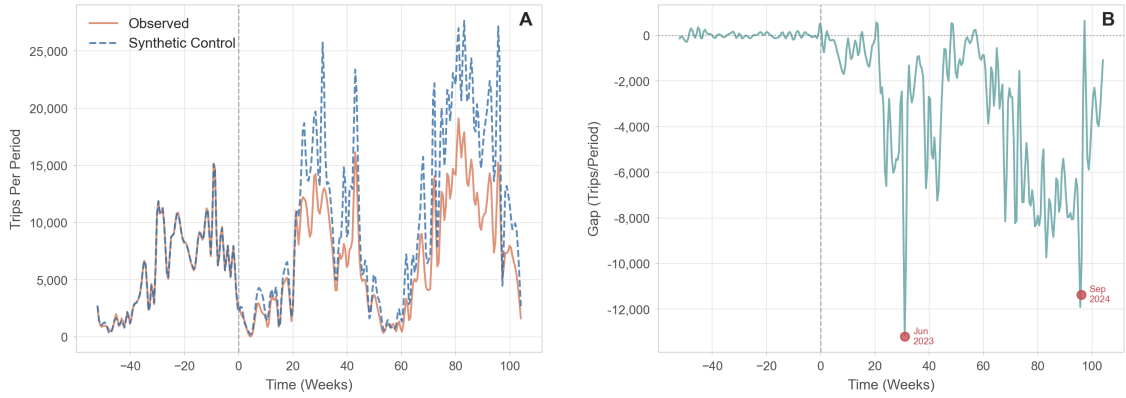 A
Observed
Synthetic Control
Trips Per Period
25,000
20,000
15,000
10,000
5,000
0
−40 −20 0 20 40 60 80 100
Time (Weeks)
B
Gap (Trips/Period)
0
-2,000
-4,000
-6,000
-8,000
-10,000
-12,000
Jun
2023
Sep
2024
−40 −20 0 20 40 60 80 100
Time (Weeks)